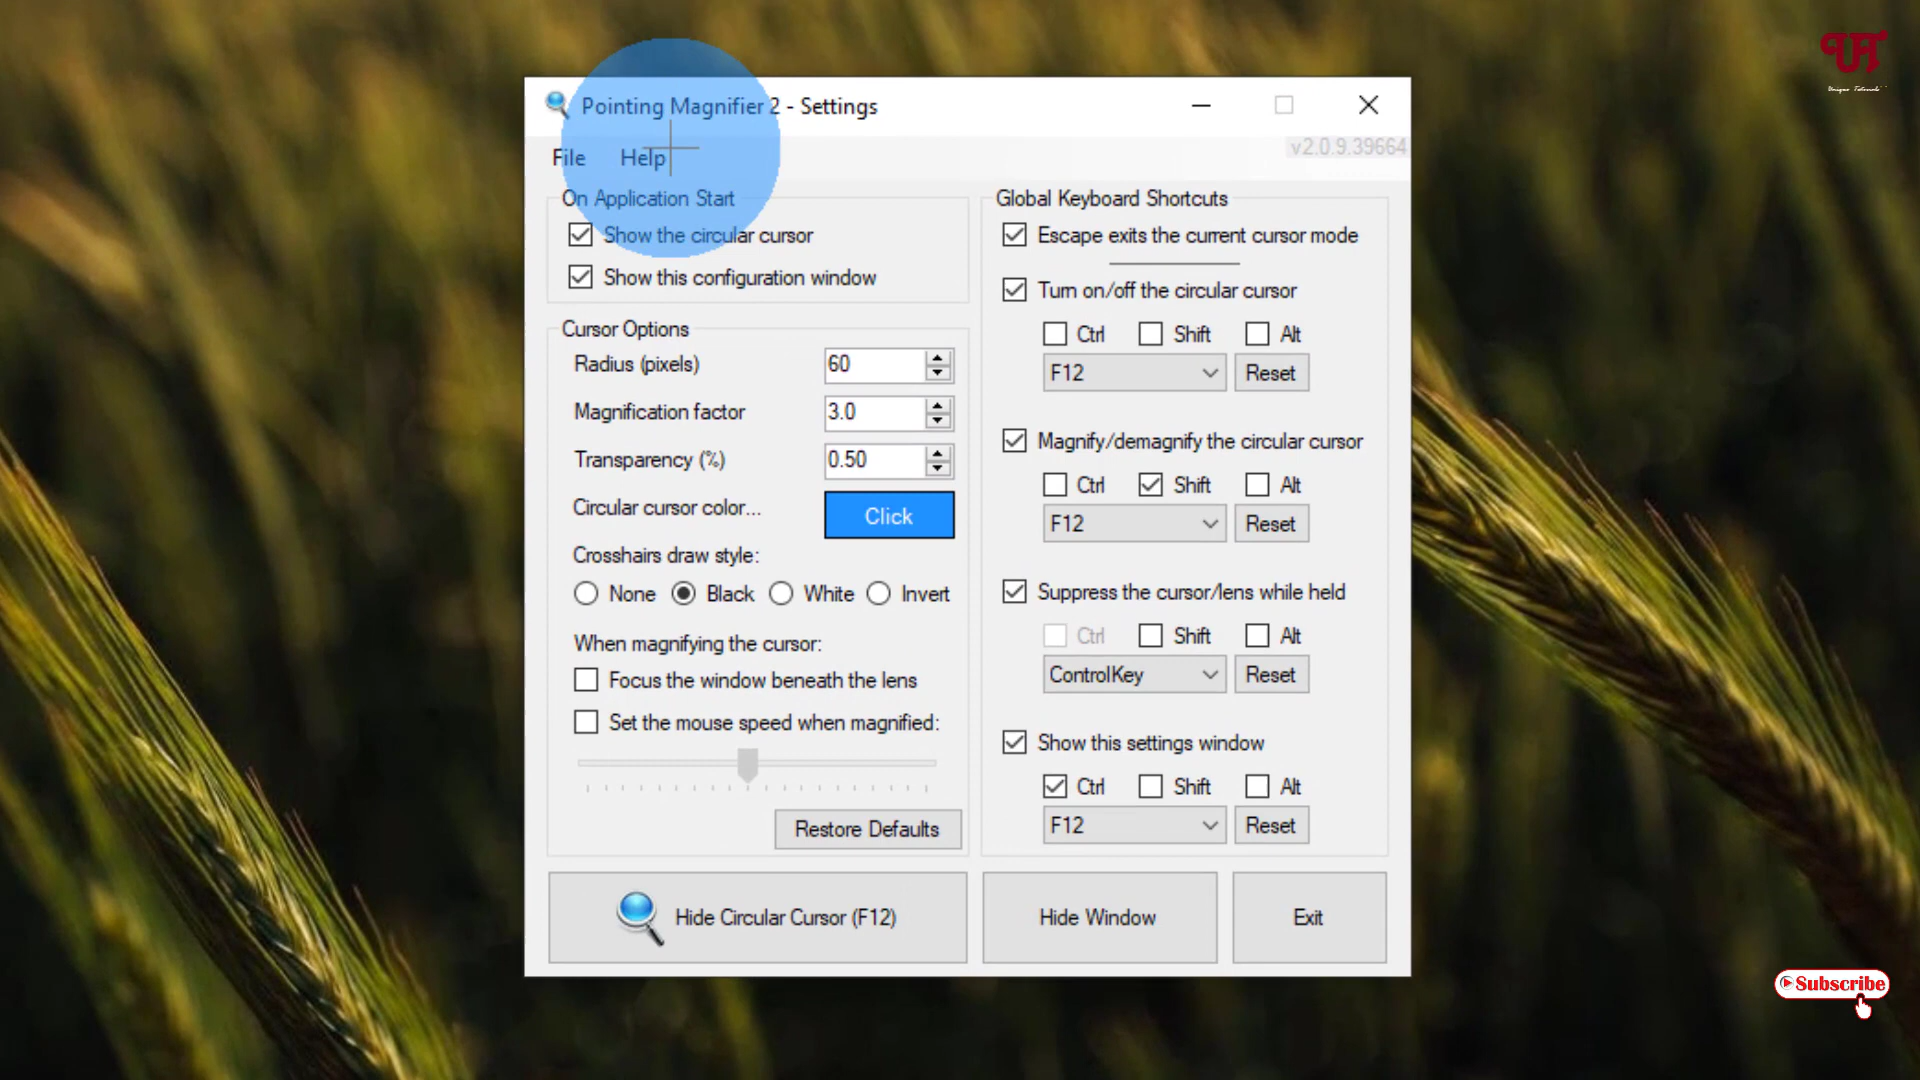 UT
Unique Tutorials
Pointing Magnifier 2 - Settings
File Help
v2.0.9.39664
On Application Start
Show the circular cursor
Show this configuration window
Cursor Options
Radius (pixels) 60
Magnification factor 3.0
Transparency (%) 0.50
Circular cursor color... Click
Crosshairs draw style:
None Black White Invert
When magnifying the cursor:
Focus the window beneath the lens
Set the mouse speed when magnified:
Restore Defaults
Global Keyboard Shortcuts
Escape exits the current cursor mode
Turn on/off the circular cursor
Ctrl Shift Alt
F12 Reset
Magnify/demagnify the circular cursor
Ctrl Shift Alt
F12 Reset
Suppress the cursor/lens while held
Ctrl Shift Alt
ControlKey Reset
Show this settings window
Ctrl Shift Alt
F12 Reset
Hide Circular Cursor (F12) Hide Window Exit
Subscribe